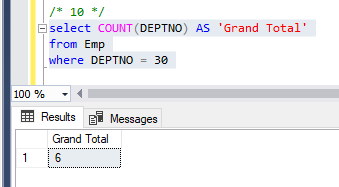 /* 10 */
select COUNT(DEPTNO) AS 'Grand Total'
from Emp
where DEPTNO = 30
100 %
Results Messages
Grand Total
1 6